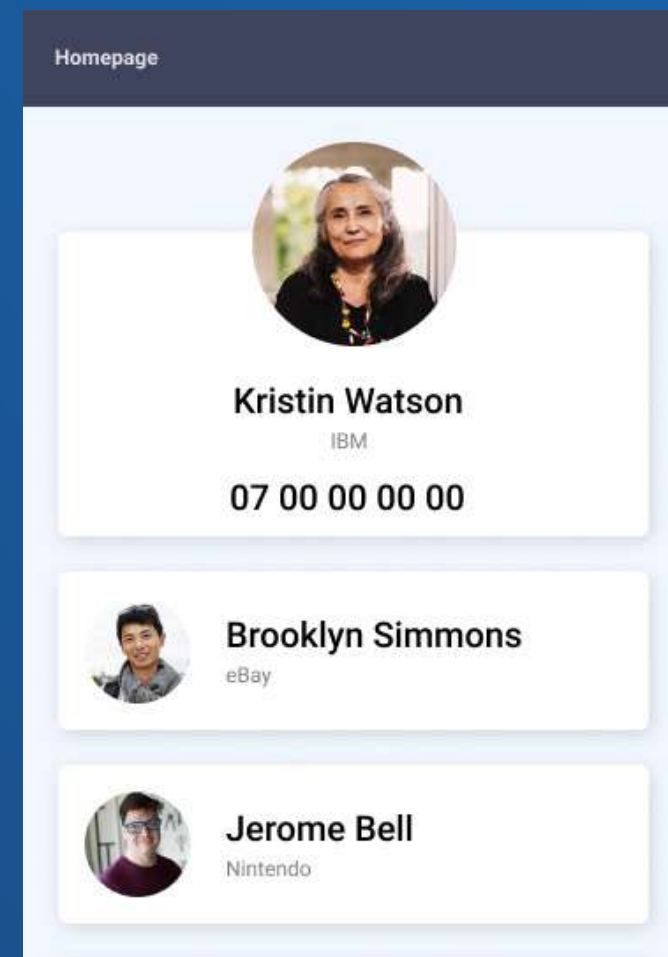 Homepage
Kristin Watson
IBM
07 00 00 00 00
Brooklyn Simmons
eBay
Jerome Bell
Nintendo